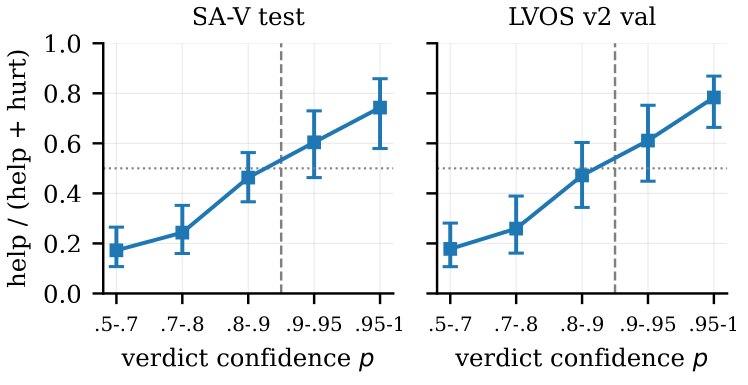 SA-V test
LVOS v2 val
help / (help + hurt)
1.0
0.8
0.6
0.4
0.2
0.0
.5-.7 .7-.8 .8-.9 .9-.95 .95-1
.5-.7 .7-.8 .8-.9 .9-.95 .95-1
verdict confidence p
verdict confidence p